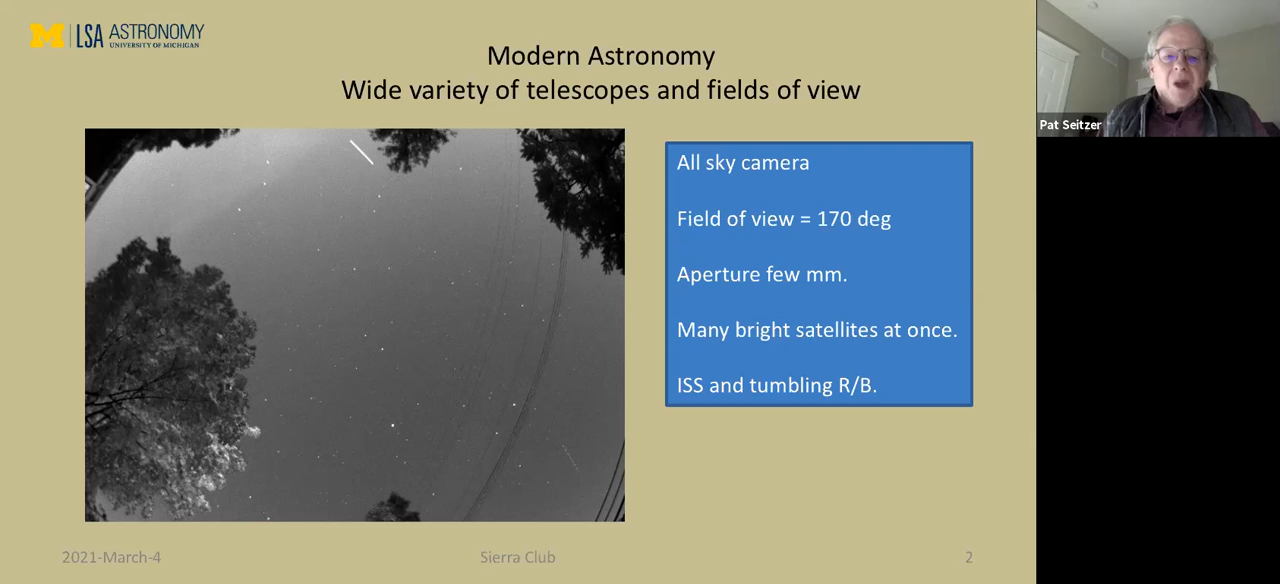 M LSA ASTRONOMY
UNIVERSITY OF MICHIGAN
Modern Astronomy
Wide variety of telescopes and fields of view
All sky camera
Field of view = 170 deg
Aperture few mm.
Many bright satellites at once.
ISS and tumbling R/B.
2021-March-4
Sierra Club
2
Pat Seitzer